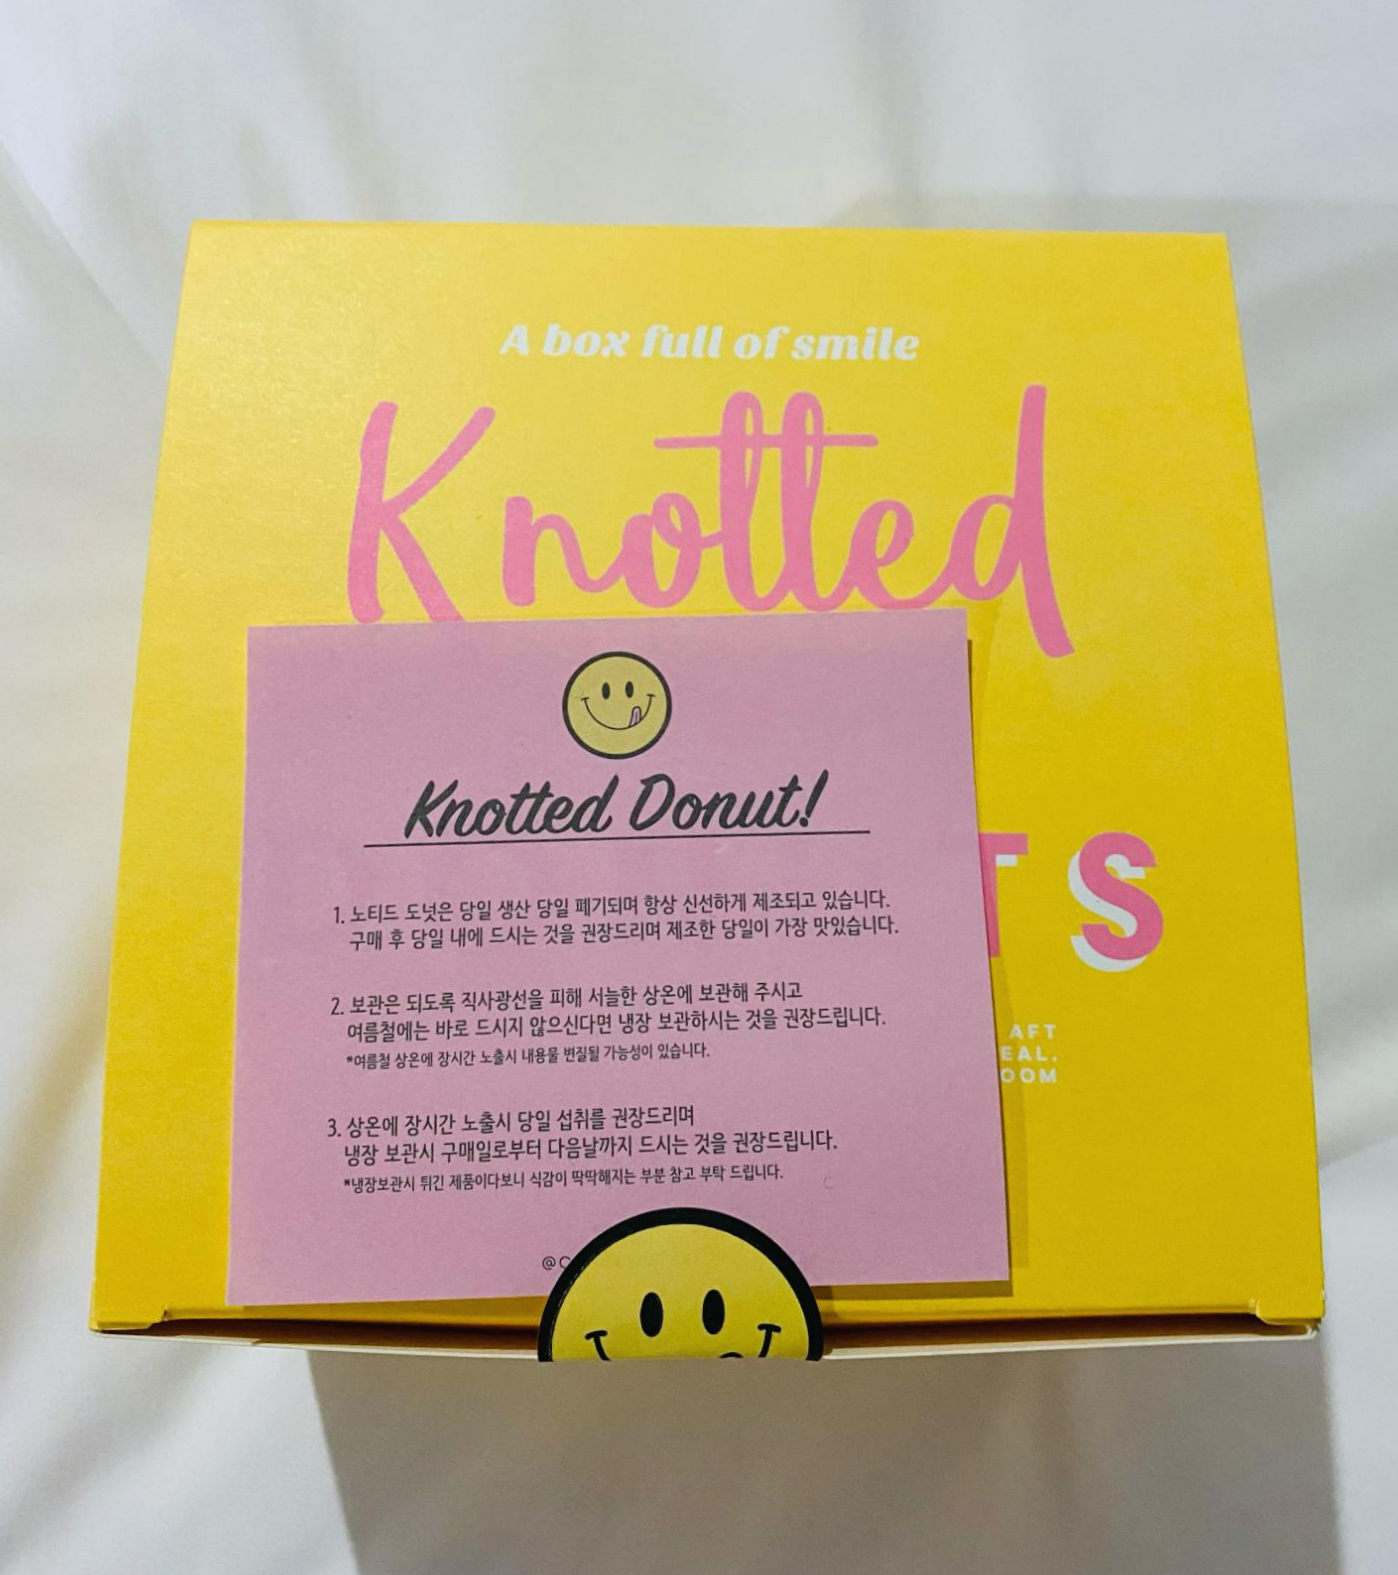 A box full of smile
Knotted
Knotted Donut!
1. 노티드 도넛은 당일 생산 당일 폐기되며 항상 신선하게 제조되고 있습니다.
구매 후 당일 내에 드시는 것을 권장드리며 제조한 당일이 가장 맛있습니다.
2. 보관은 되도록 직사광선을 피해 서늘한 상온에 보관해 주시고
여름철에는 바로 드시지 않으신다면 냉장 보관하시는 것을 권장드립니다.
*여름철 상온에 장시간 노출시 내용물 변질될 가능성이 있습니다.
3. 상온에 장시간 노출시 당일 섭취를 권장드리며
냉장 보관시 구매일로부터 다음날까지 드시는 것을 권장드립니다.
*냉장보관시 튀긴 제품이다보니 식감이 딱딱해지는 부분 참고 부탁 드립니다.